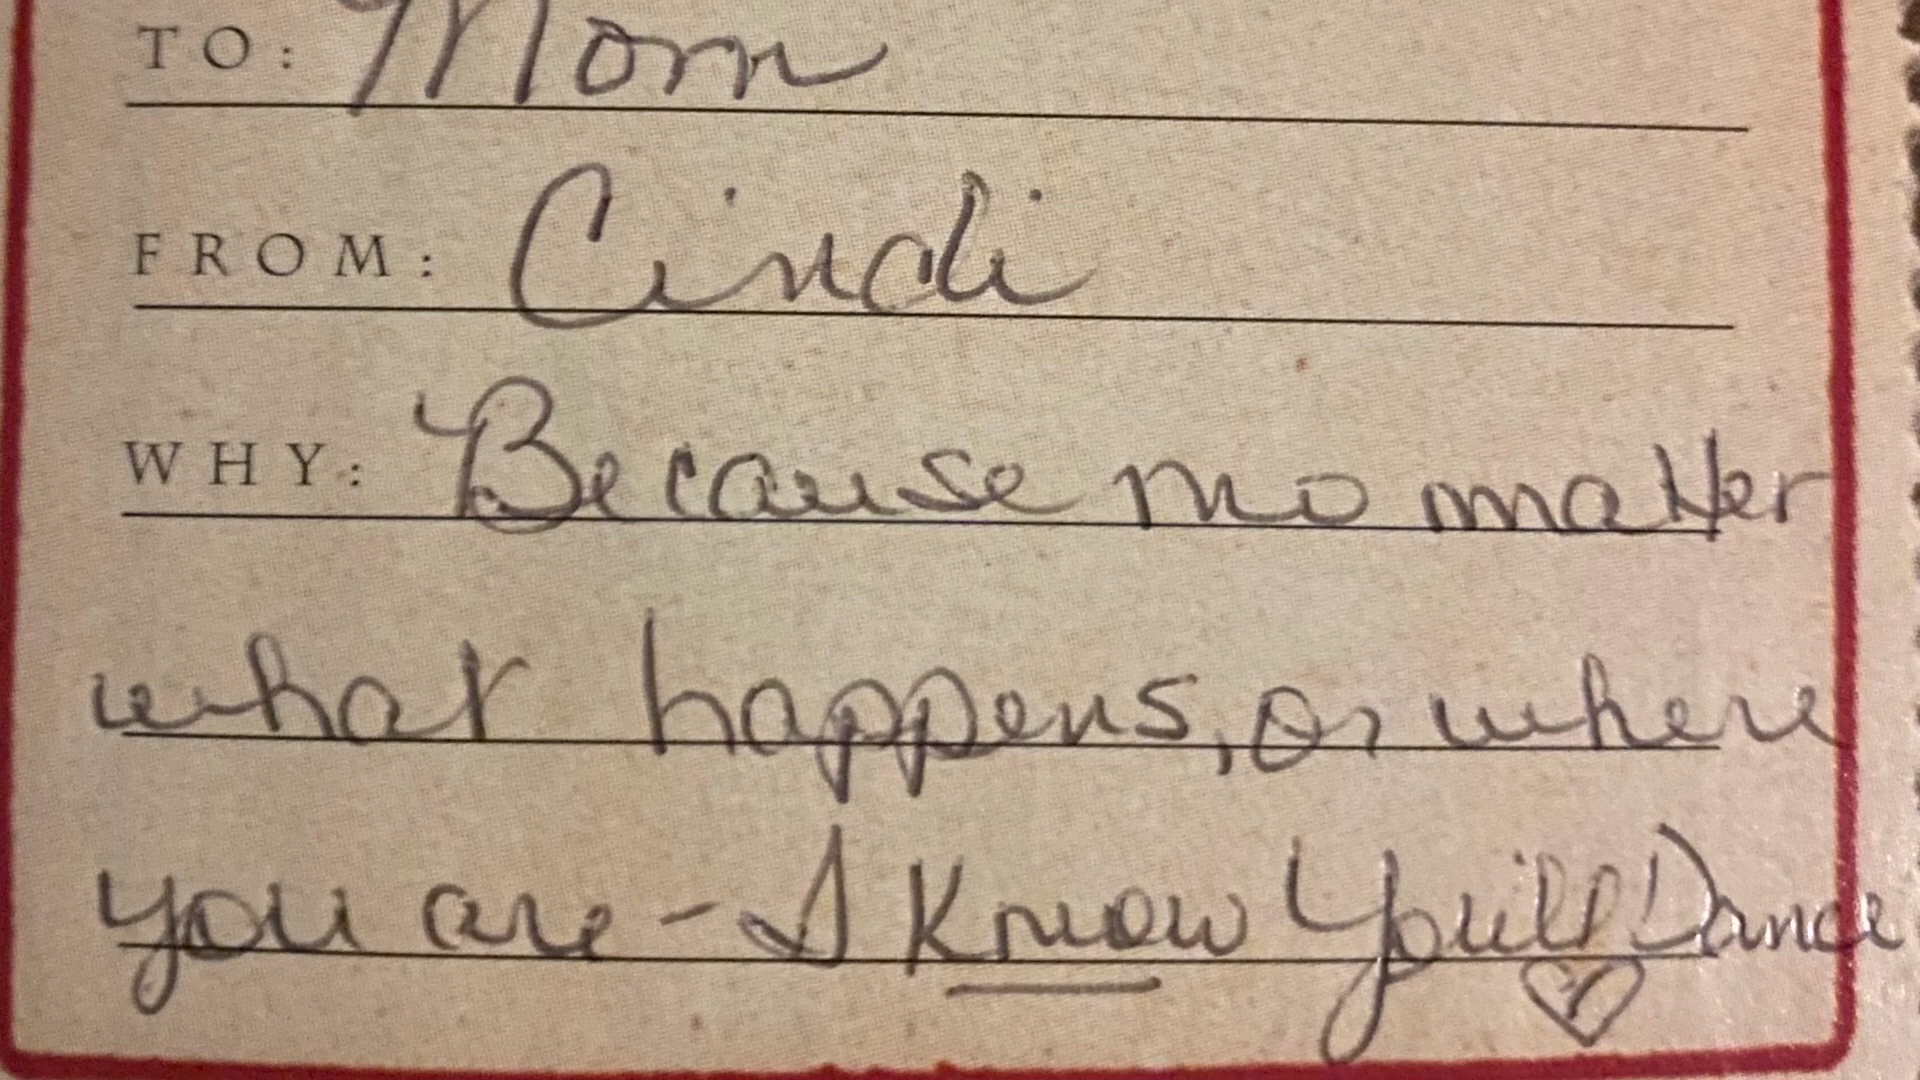 TO: Mom
FROM: Cindi
WHY: Because no matter
what happens, or where
you are - I Know You'll Dance